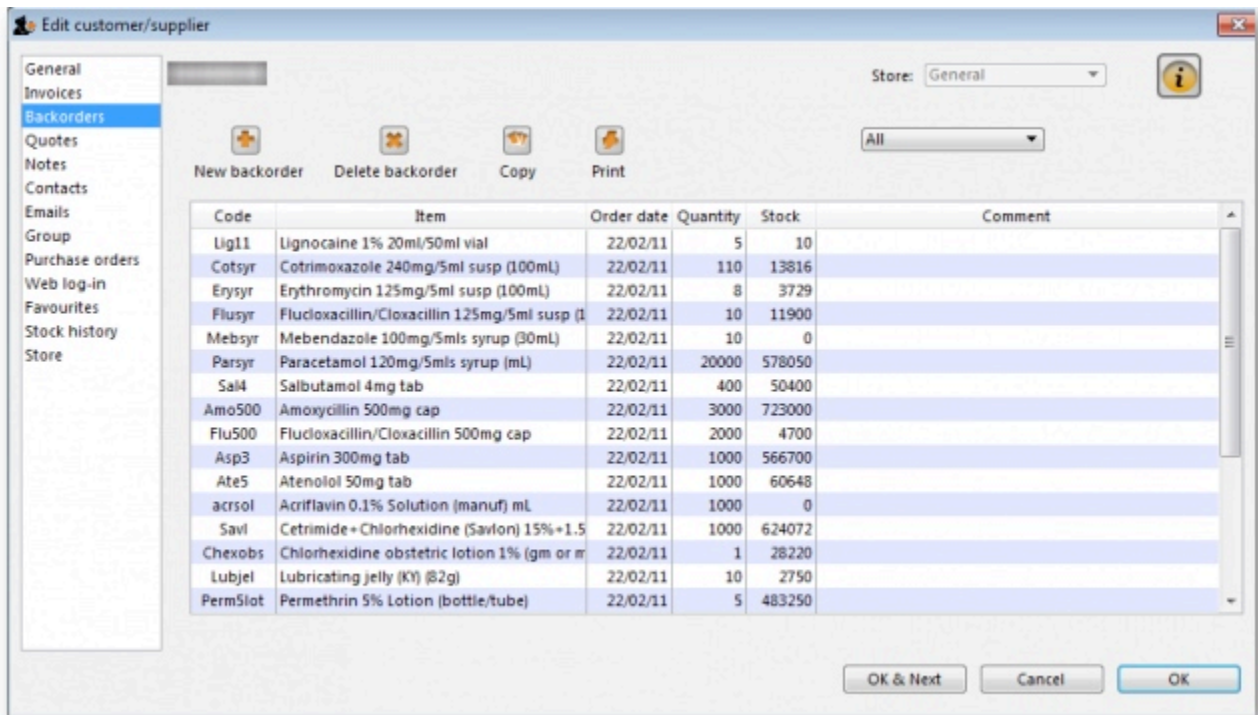 Edit customer/supplier
General
Invoices
Backorders
Quotes
Notes
Contacts
Emails
Group
Purchase orders
Web log-in
Favourites
Stock history
Store
Store: General
All
New backorder Delete backorder Copy Print
Code Item Order date Quantity Stock Comment
Lig11 Lignocaine 1% 20ml/50ml vial 22/02/11 5 10
Cotsyr Cotrimoxazole 240mg/5ml susp (100mL) 22/02/11 110 13816
Erysyr Erythromycin 125mg/5ml susp (100mL) 22/02/11 8 3729
Flusyr Flucloxacillin/Cloxacillin 125mg/5ml susp (1 22/02/11 10 11900
Mebsyr Mebendazole 100mg/5mls syrup (30mL) 22/02/11 10 0
Parsyr Paracetamol 120mg/5mls syrup (mL) 22/02/11 20000 578050
Sal4 Salbutamol 4mg tab 22/02/11 400 50400
Amo500 Amoxycillin 500mg cap 22/02/11 3000 723000
Flu500 Flucloxacillin/Cloxacillin 500mg cap 22/02/11 2000 4700
Asp3 Aspirin 300mg tab 22/02/11 1000 566700
Ate5 Atenolol 50mg tab 22/02/11 1000 60648
acrsol Acriflavin 0.1% Solution (manuf) mL 22/02/11 1000 0
Savl Cetrimide+Chlorhexidine (Savlon) 15%+1.5 22/02/11 1000 624072
Chexobs Chlorhexidine obstetric lotion 1% (gm or m 22/02/11 1 28220
Lubjel Lubricating jelly (KY) (82g) 22/02/11 10 2750
Perm5lot Permethrin 5% Lotion (bottle/tube) 22/02/11 5 483250
OK & Next Cancel OK